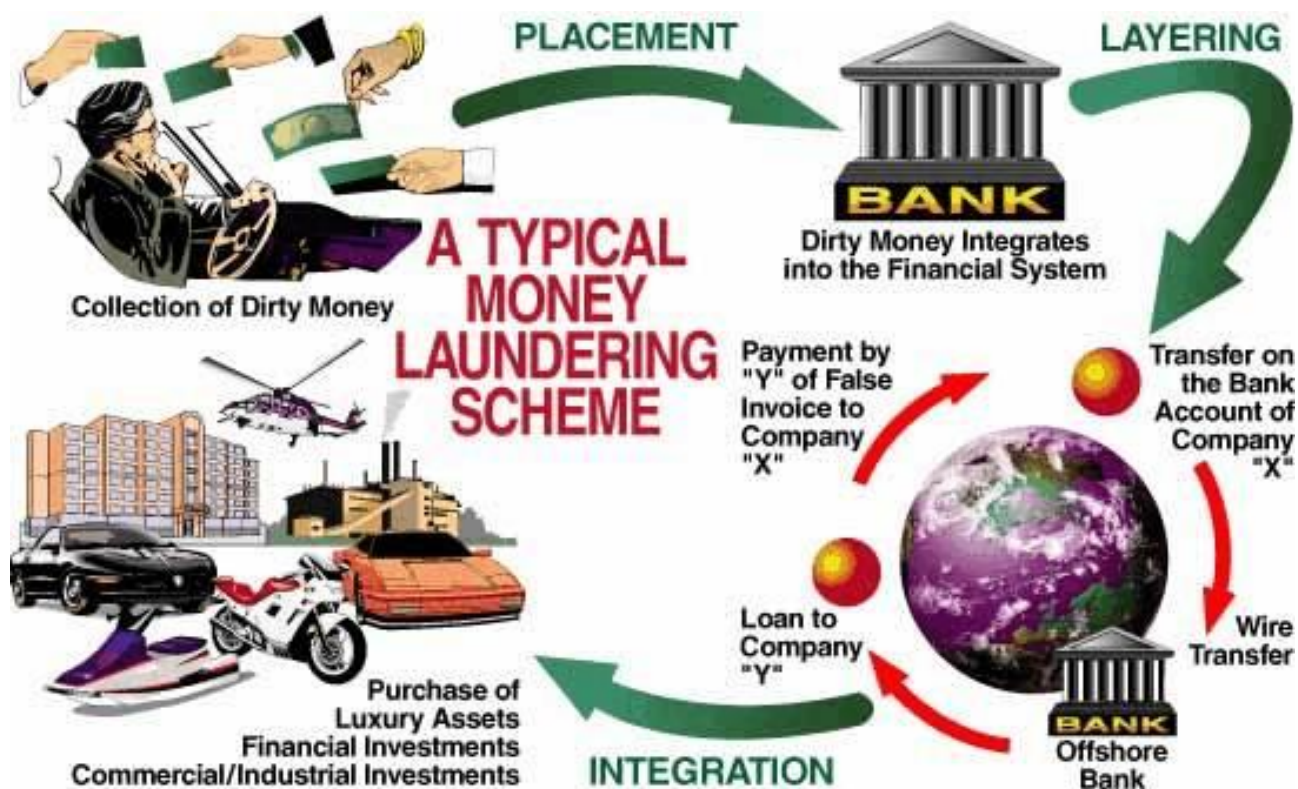 PLACEMENT
LAYERING
BANK
Dirty Money Integrates
into the Financial System
Collection of Dirty Money
A TYPICAL
MONEY
LAUNDERING
SCHEME
Payment by
"Y" of False
Invoice to
Company
"X"
Transfer on
the Bank
Account of
Company
"X"
Loan to
Company
"Y"
Wire
Transfer
BANK
Offshore
Bank
Purchase of
Luxury Assets
Financial Investments
Commercial/Industrial Investments
INTEGRATION